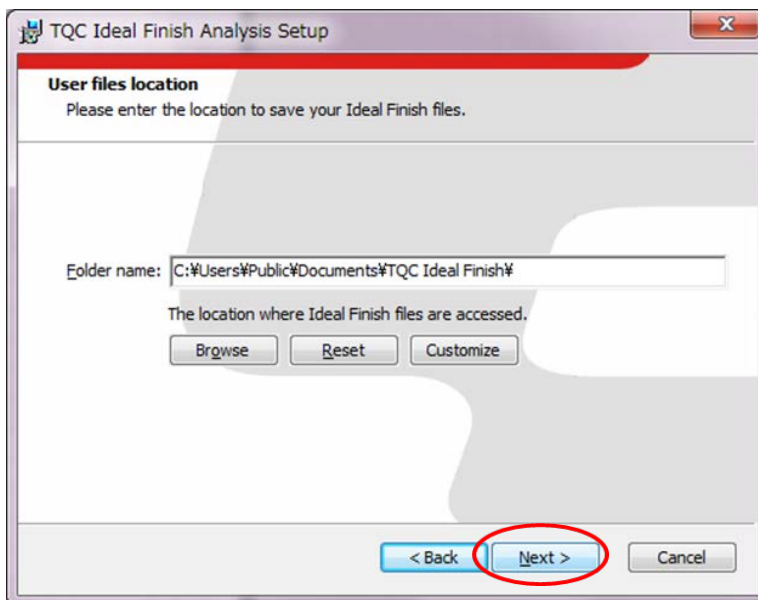 TQC Ideal Finish Analysis Setup
User files location
Please enter the location to save your Ideal Finish files.
Folder name: C:¥Users¥Public¥Documents¥TQC Ideal Finish¥
The location where Ideal Finish files are accessed.
Browse Reset Customize
< Back Next > Cancel